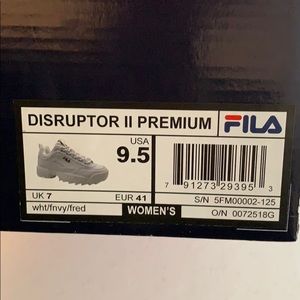 DISRUPTOR II PREMIUM
FILA
USA
9.5
7 91273 29395 3
UK 7
EUR 41
S/N 5FM00002-125
wht/fnvy/fred
WOMEN'S
O/N 0072518G